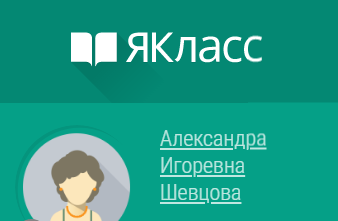 ЯКласс
Александра
Игоревна
Шевцова